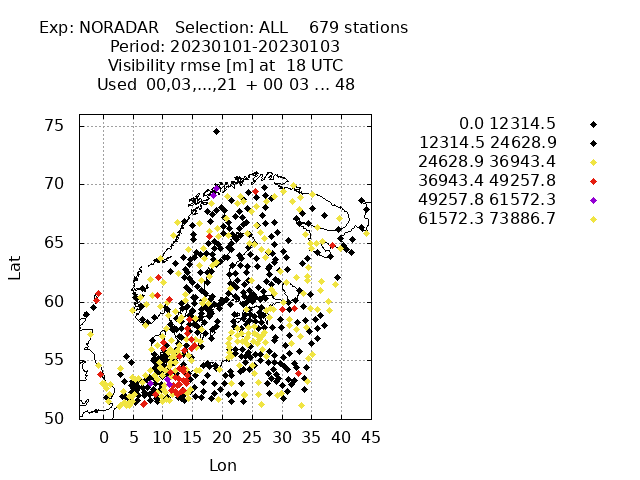 Exp: NORADAR   Selection: ALL    679 stations
Period: 20230101-20230103
Visibility rmse [m] at  18 UTC
Used  00,03,...,21  + 00 03 ... 48
0.0 12314.5
12314.5 24628.9
24628.9 36943.4
36943.4 49257.8
49257.8 61572.3
61572.3 73886.7
Lat
75
70
65
60
55
50
0 5 10 15 20 25 30 35 40 45
Lon